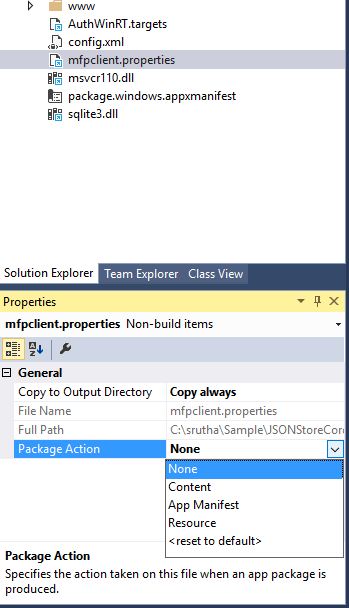 www
AuthWinRT.targets
config.xml
mfpclient.properties
msvcr110.dll
package.windows.appxmanifest
sqlite3.dll
Solution Explorer Team Explorer Class View
Properties
mfpclient.properties Non-build items
General
Copy to Output Directory Copy always
File Name mfpclient.properties
Full Path C:\srutha\Sample\JSONStoreCor
Package Action None
None
Content
App Manifest
Resource
<reset to default>
Package Action
Specifies the action taken on this file when an app package is
produced.